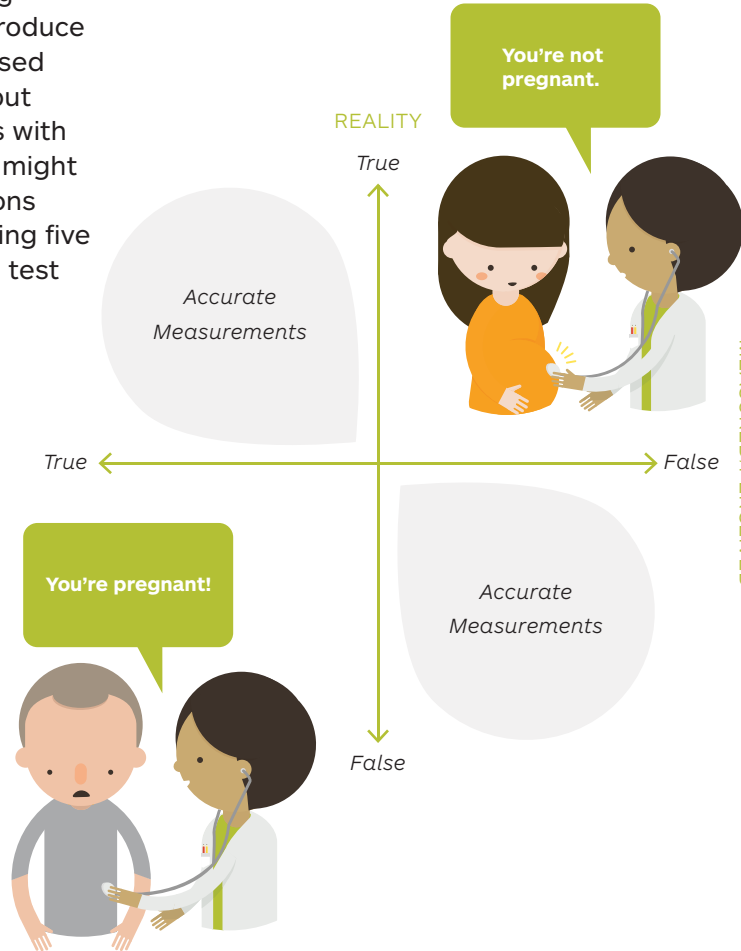 roduce
sed
out
s with
might
ons
ing five
test
You're not
pregnant.
REALITY
True
Accurate
Measurements
True
False
You're pregnant!
Accurate
Measurements
False